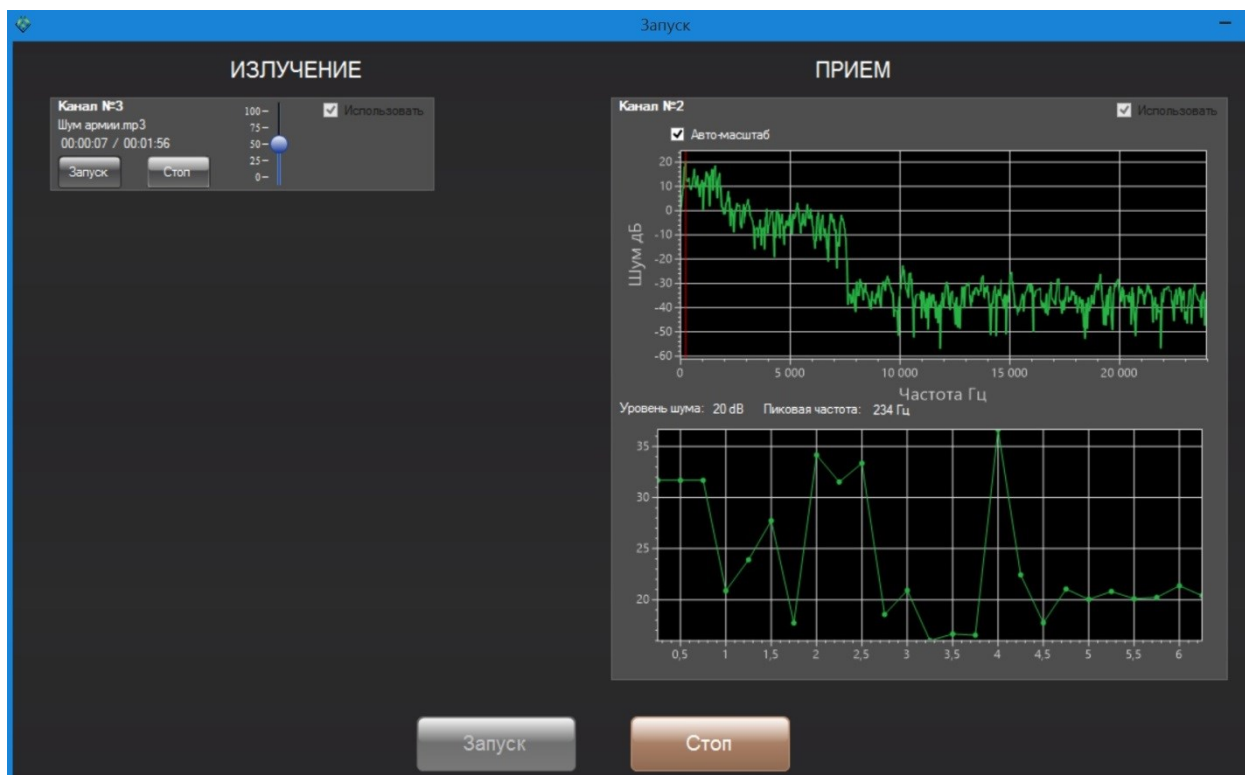 Запуск
ИЗЛУЧЕНИЕ
Канал №3
Шум армии.mp3
00:00:07 / 00:01:56
Запуск
Стоп
100
75
50
25
0
Использовать
ПРИЕМ
Канал №2
Использовать
Авто-масштаб
Шум дБ
20
10
0
-10
-20
-30
-40
-50
-60
0 5 000 10 000 15 000 20 000
Частота Гц
Уровень шума: 20 dB Пиковая частота: 234 Гц
35
30
25
20
0,5 1 1,5 2 2,5 3 3,5 4 4,5 5 5,5 6
Запуск
Стоп